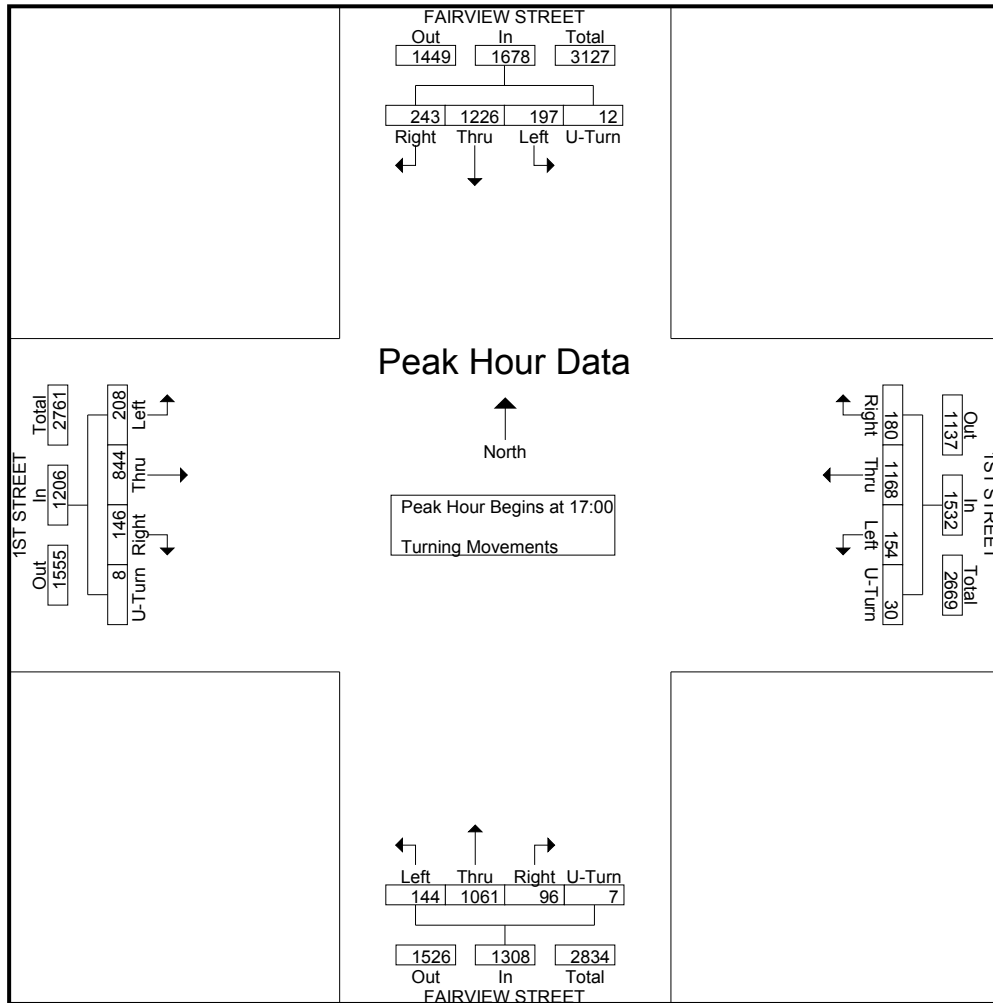 FAIRVIEW STREET
Out In Total
1449 1678 3127
243 1226 197 12
Right Thru Left U-Turn
Peak Hour Data
North
Peak Hour Begins at 17:00
Turning Movements
1ST STREET
Total In Out
2761 1206 1555
208 844 146 8
Left Thru Right U-Turn
1ST STREET
Out In Total
1137 1532 2669
180 1168 154 30
Right Thru Left U-Turn
Left Thru Right U-Turn
144 1061 96 7
1526 1308 2834
Out In Total
FAIRVIEW STREET